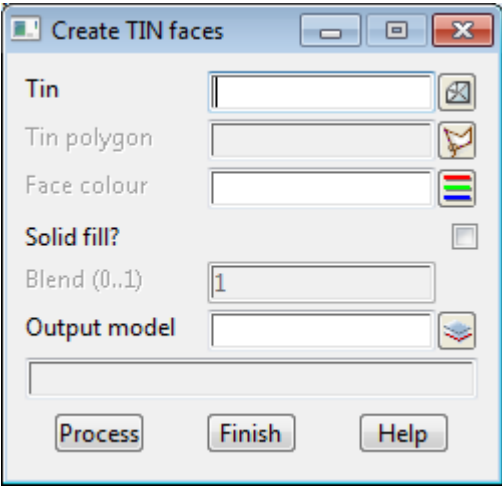 Create TIN faces
Tin
Tin polygon
Face colour
Solid fill?
Blend (0..1) 1
Output model
Process Finish Help